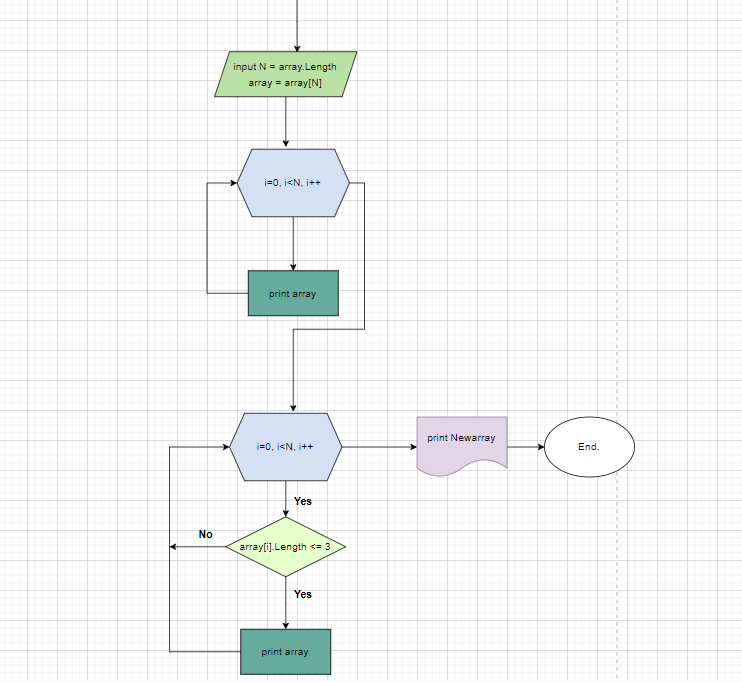 input N = array.Length
array = array[N]
i=0, i<N, i++
print array
i=0, i<N, i++
print Newarray
End.
Yes
No
array[i].Length <= 3
Yes
print array